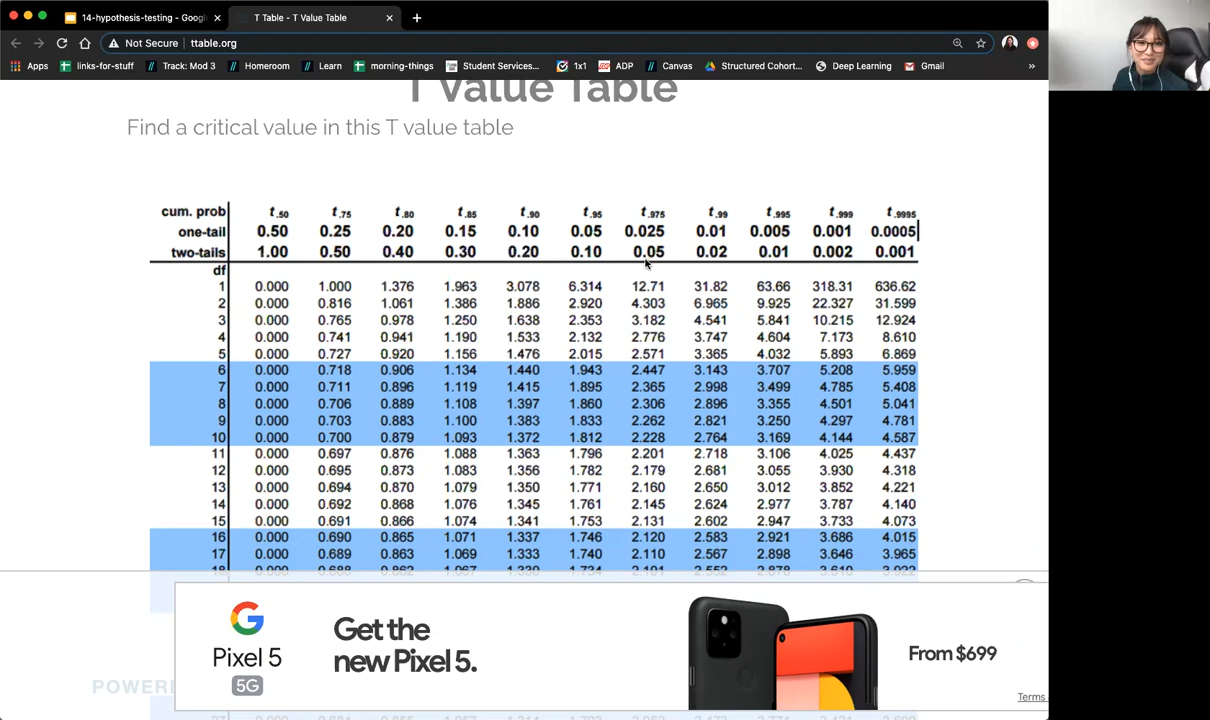 14-hypothesis-testing - Goog
T Table - T Value Table
Not Secure
ttable.org
Apps
links-for-stuff
Track: Mod 3
Homeroom
Learn
morning-things
Student Services...
1x1
ADP
Canvas
Structured Cohort...
Deep Learning
Gmail
»
T Value Table
Find a critical value in this T value table
cum. prob t.50 t.75 t.80 t.85 t.90 t.95 t.975 t.99 t.995 t.999 t.9995
one-tail 0.50 0.25 0.20 0.15 0.10 0.05 0.025 0.01 0.005 0.001 0.0005
two-tails 1.00 0.50 0.40 0.30 0.20 0.10 0.05 0.02 0.01 0.002 0.001
df
1 0.000 1.000 1.376 1.963 3.078 6.314 12.71 31.82 63.66 318.31 636.62
2 0.000 0.816 1.061 1.386 1.886 2.920 4.303 6.965 9.925 22.327 31.599
3 0.000 0.765 0.978 1.250 1.638 2.353 3.182 4.541 5.841 10.215 12.924
4 0.000 0.741 0.941 1.190 1.533 2.132 2.776 3.747 4.604 7.173 8.610
5 0.000 0.727 0.920 1.156 1.476 2.015 2.571 3.365 4.032 5.893 6.869
6 0.000 0.718 0.906 1.134 1.440 1.943 2.447 3.143 3.707 5.208 5.959
7 0.000 0.711 0.896 1.119 1.415 1.895 2.365 2.998 3.499 4.785 5.408
8 0.000 0.706 0.889 1.108 1.397 1.860 2.306 2.896 3.355 4.501 5.041
9 0.000 0.703 0.883 1.100 1.383 1.833 2.262 2.821 3.250 4.297 4.781
10 0.000 0.700 0.879 1.093 1.372 1.812 2.228 2.764 3.169 4.144 4.587
11 0.000 0.697 0.876 1.088 1.363 1.796 2.201 2.718 3.106 4.025 4.437
12 0.000 0.695 0.873 1.083 1.356 1.782 2.179 2.681 3.055 3.930 4.318
13 0.000 0.694 0.870 1.079 1.350 1.771 2.160 2.650 3.012 3.852 4.221
14 0.000 0.692 0.868 1.076 1.345 1.761 2.145 2.624 2.977 3.787 4.140
15 0.000 0.691 0.866 1.074 1.341 1.753 2.131 2.602 2.947 3.733 4.073
16 0.000 0.690 0.865 1.071 1.337 1.746 2.120 2.583 2.921 3.686 4.015
17 0.000 0.689 0.863 1.069 1.333 1.740 2.110 2.567 2.898 3.646 3.965
Get the
new Pixel 5.
Pixel 5
5G
From $699
POWERE
Terms